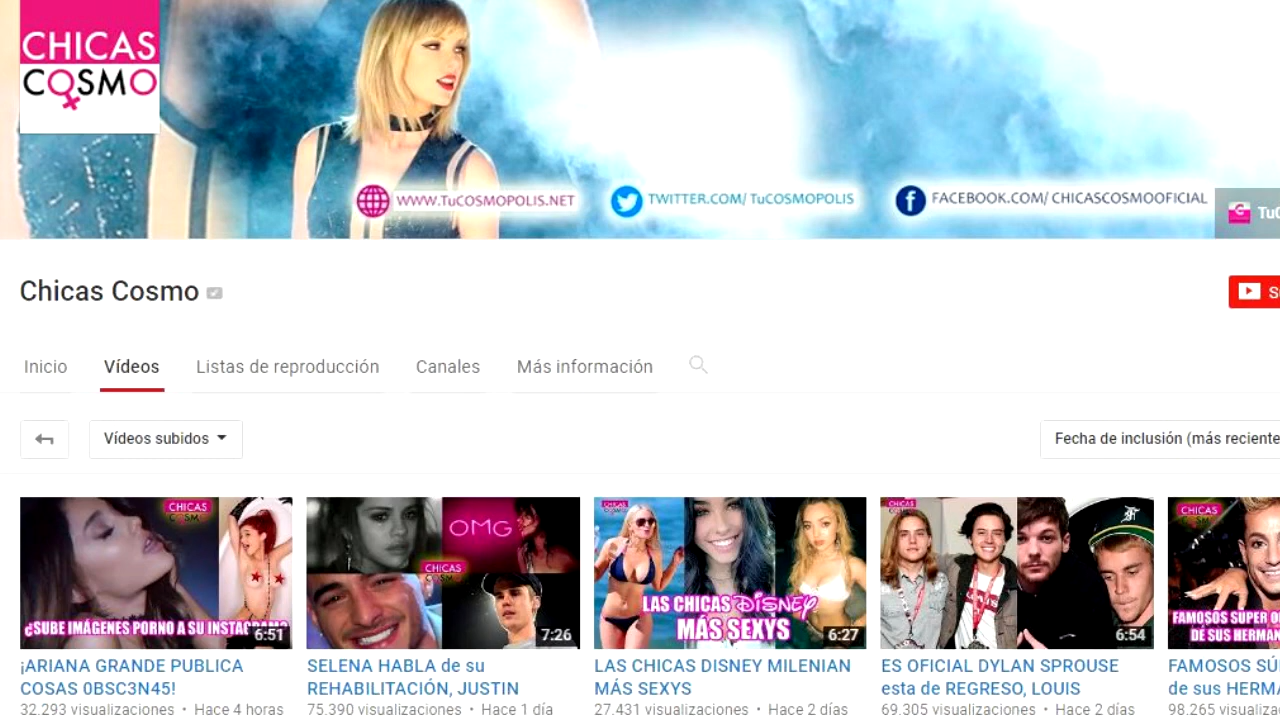 CHICAS
COSMO
WWW.TUCOSMOPOLIS.NET
TWITTER.COM/ TUCOSMOPOLIS
FACEBOOK.COM/ CHICASCOSMOOFICIAL
Chicas Cosmo
Inicio
Vídeos
Listas de reproducción
Canales
Más información
Vídeos subidos
Fecha de inclusión (más reciente
CHICAS
COSMO
¿SUBE IMÁGENES PORNO A SU INSTAGRAM?
6:51
OMG
CHICAS
COSMO
7:26
LAS CHICAS DISNEY
MÁS SEXYS
6:27
CHICAS
6:54
CHICAS
FAMOSOS SUPER O
DE SUS HERMAN
¡ARIANA GRANDE PUBLICA
COSAS 0BSC3N45!
32.293 visualizaciones • Hace 4 horas
SELENA HABLA de su
REHABILITACIÓN, JUSTIN
75.390 visualizaciones • Hace 1 día
LAS CHICAS DISNEY MILENIAN
MÁS SEXYS
27.431 visualizaciones • Hace 2 días
ES OFICIAL DYLAN SPROUSE
esta de REGRESO, LOUIS
69.305 visualizaciones • Hace 2 días
FAMOSOS SÚ
de sus HERMA
98.265 visualiza